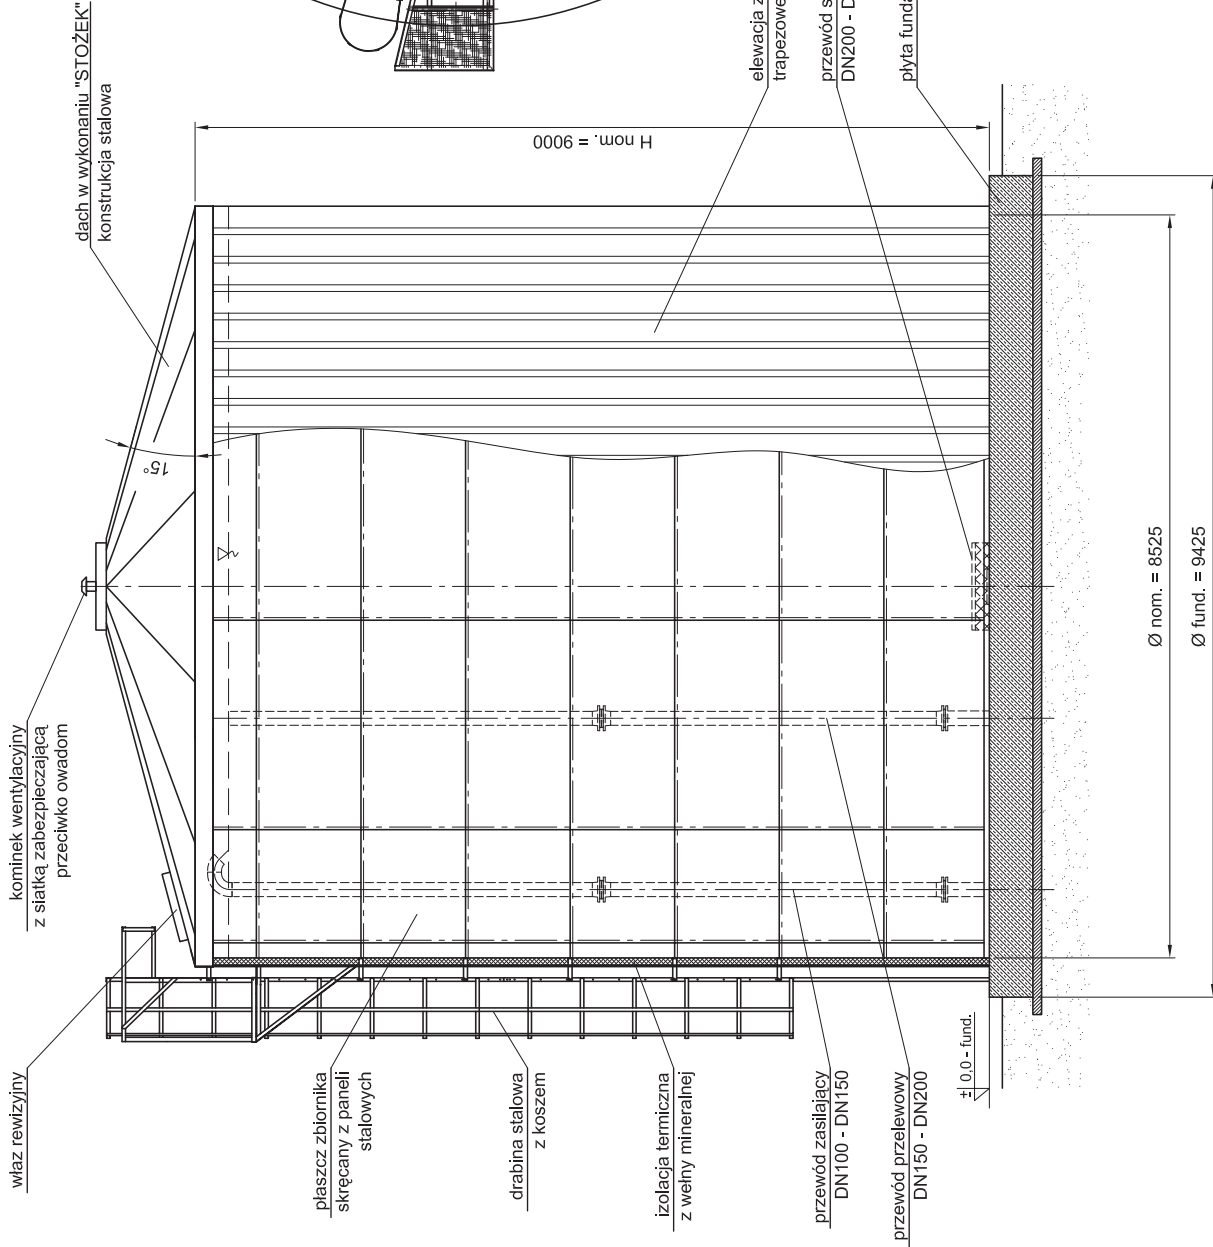 kominek wentylacyjny
z siatką zabezpieczającą
przeciwko owadom
dach w wykonaniu "STOŻEK"
konstrukcja stalowa
właz rewizyjny
płaszcz zbiornika
skręcany z paneli
stalowych
drabina stalowa
z koszem
izolacja termiczna
z wełny mineralnej
przewód zasilający
DN100 - DN150
przewód przelewowy
DN150 - DN200
± 0,0 - fund.
15°
H nom. = 9000
elewacja z
trapezowe
przewód s
DN200 - D
płyta funda
Ø nom. = 8525
Ø fund. = 9425